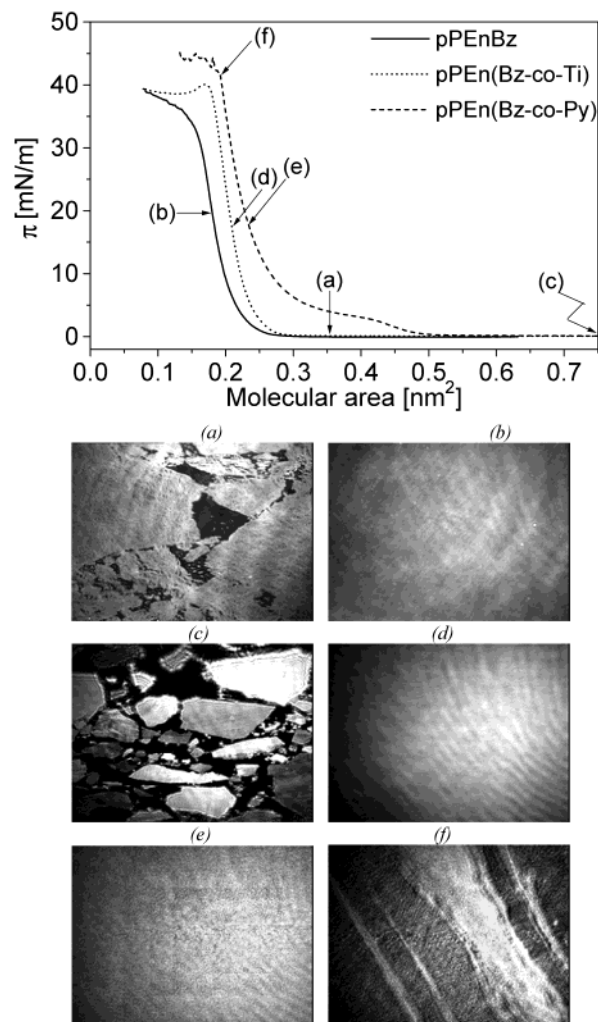 π [mN/m]
50
40
30
20
10
0
(f)
pPEnBz
pPEn(Bz-co-Ti)
pPEn(Bz-co-Py)
(b)
(d)
(e)
(a)
(c)
0.0 0.1 0.2 0.3 0.4 0.5 0.6 0.7
Molecular area [nm²]
(a) (b)
(c) (d)
(e) (f)